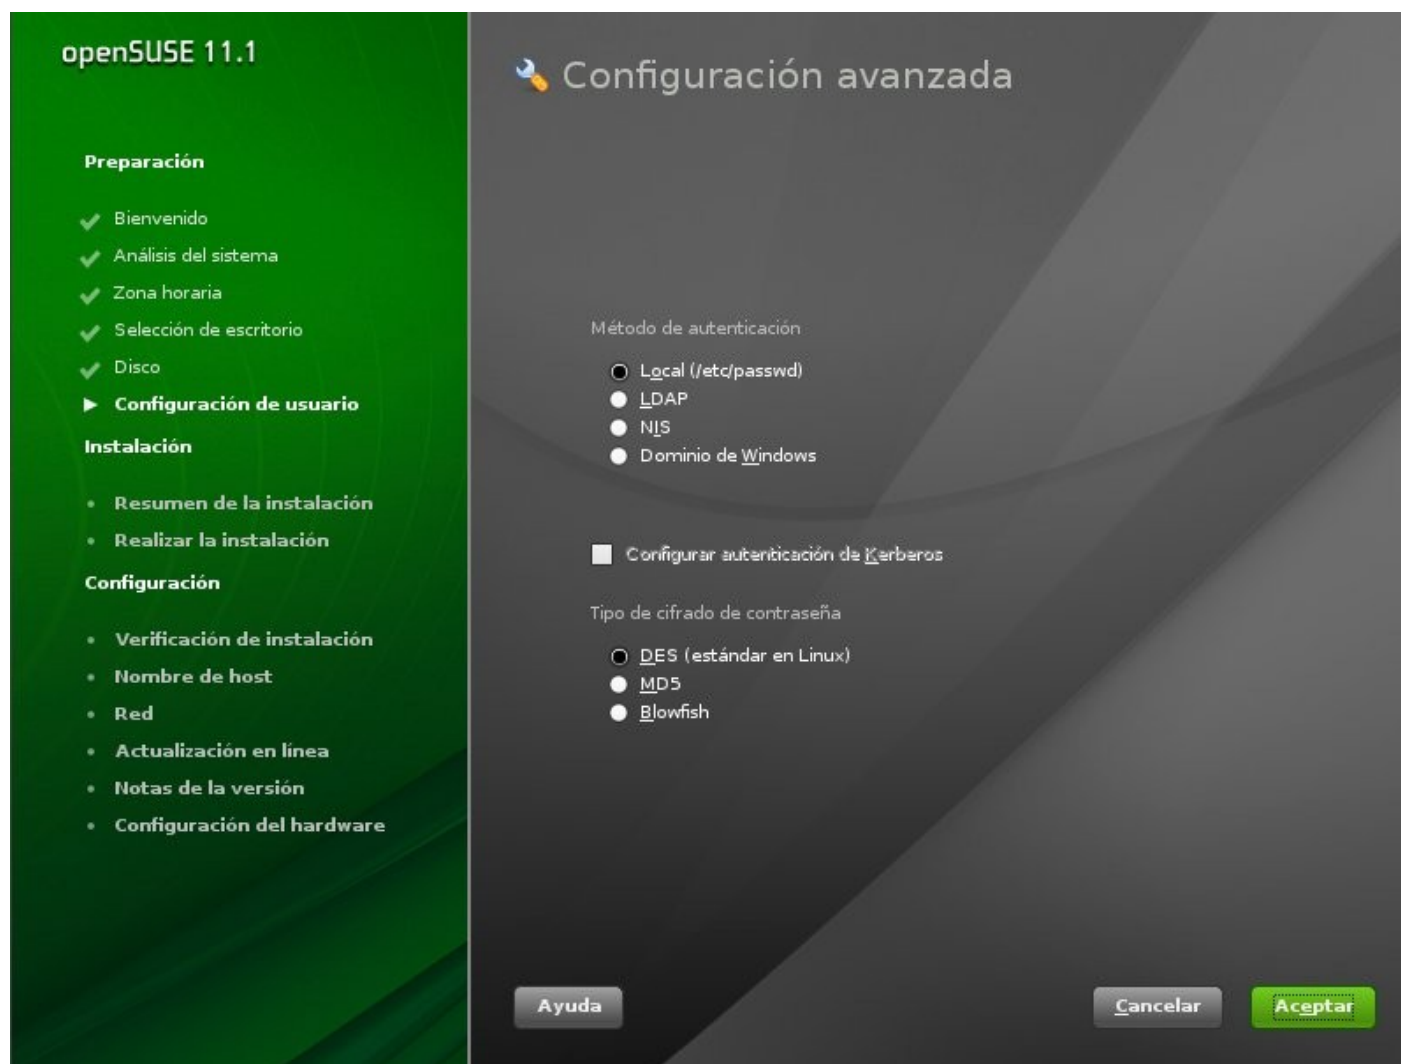 openSUSE 11.1
Preparación
Bienvenido
Análisis del sistema
Zona horaria
Selección de escritorio
Disco
Configuración de usuario
Instalación
Resumen de la instalación
Realizar la instalación
Configuración
Verificación de instalación
Nombre de host
Red
Actualización en línea
Notas de la versión
Configuración del hardware
Configuración avanzada
Método de autenticación
Local (/etc/passwd)
LDAP
NIS
Dominio de Windows
Configurar autenticación de Kerberos
Tipo de cifrado de contraseña
DES (estándar en Linux)
MD5
Blowfish
Ayuda
Cancelar
Aceptar